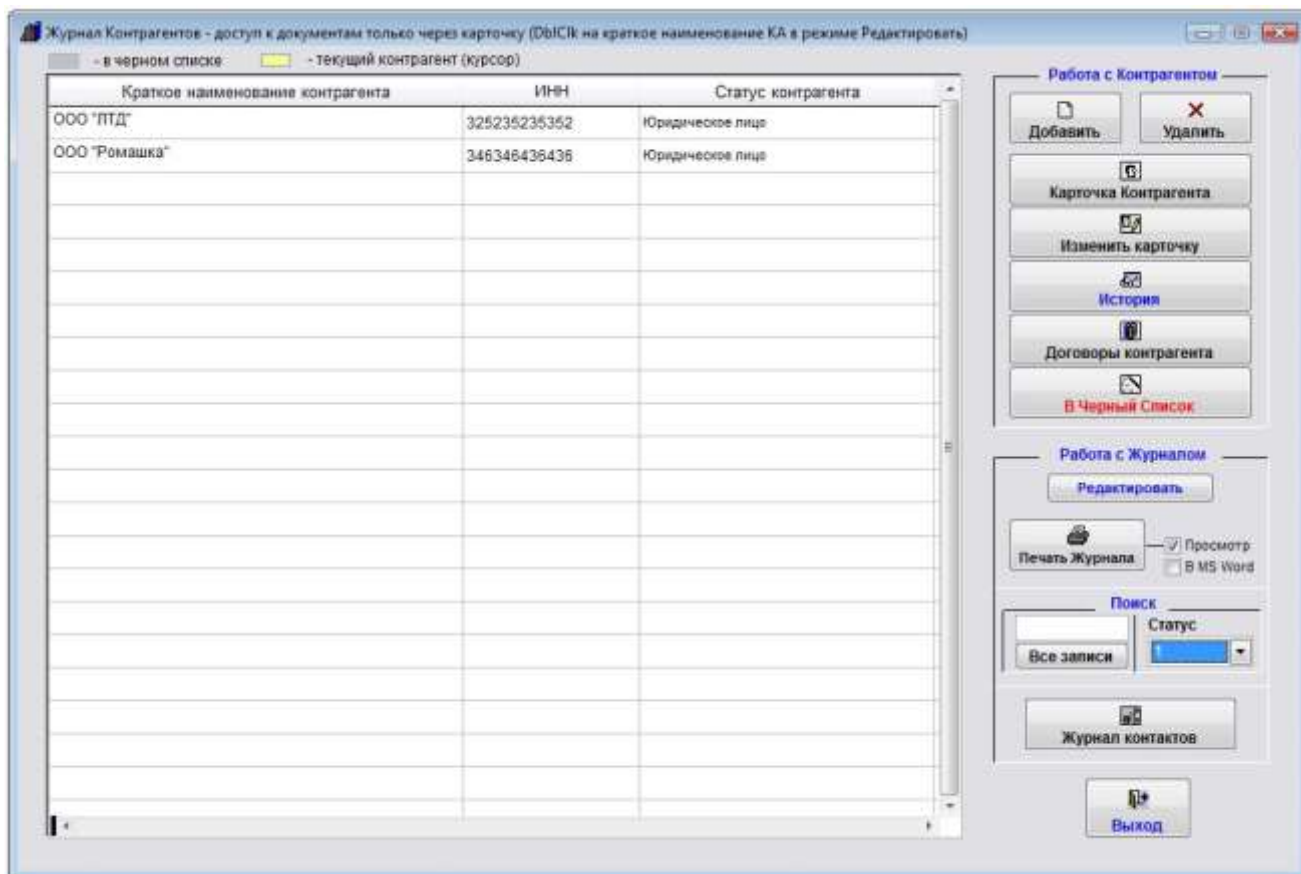 Журнал Контрагентов - доступ к документам только через карточку (DblClk на краткое наименование КА в режиме Редактировать)
- в черном списке - текущий контрагент (курсор)
Краткое наименование контрагента ИНН Статус контрагента
ООО "ЛТД" 325235235352 Юридическое лицо
ООО "Ромашка" 346346436436 Юридическое лицо
Работа с Контрагентом
Добавить Удалить
Карточка Контрагента
Изменить карточку
История
Договоры контрагента
В Черный Список
Работа с Журналом
Редактировать
Печать Журнала
Просмотр
В MS Word
Поиск
Статус
Все записи 1
Журнал контактов
Выход